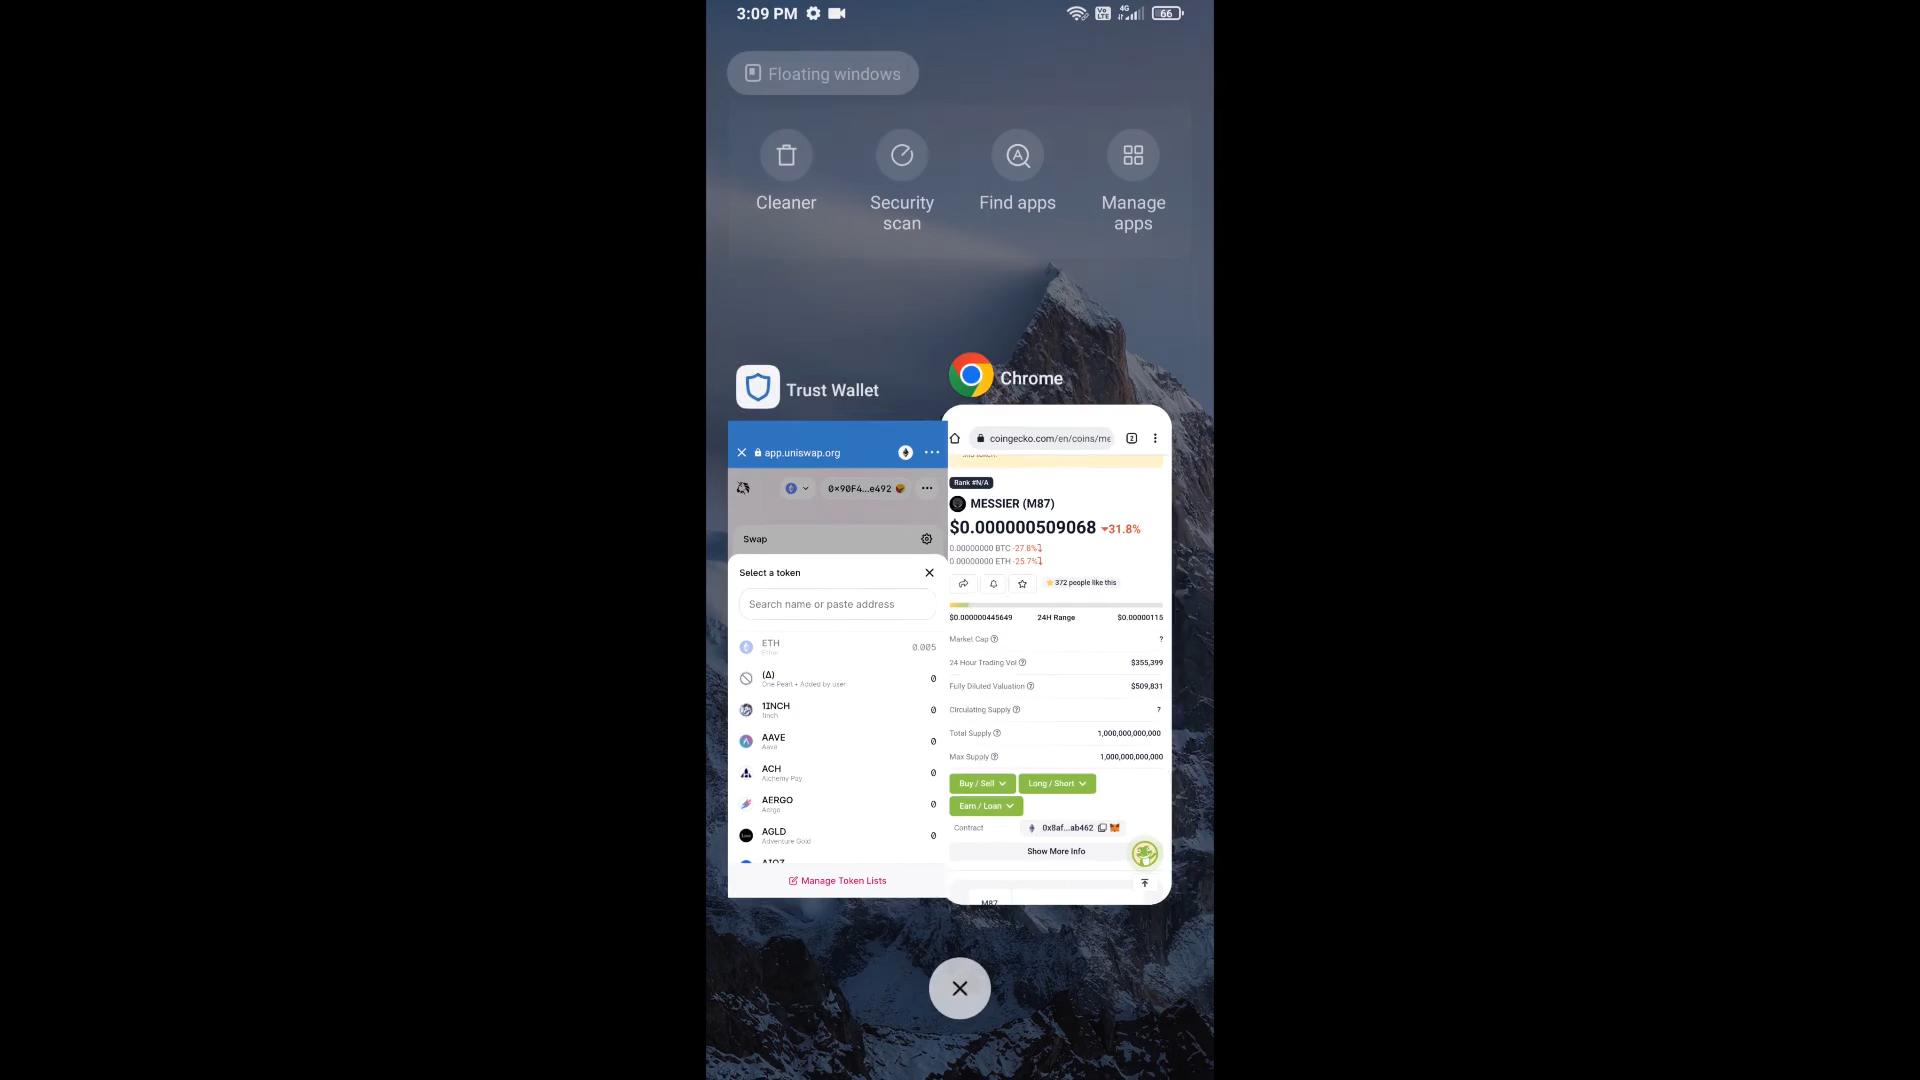 3:09 PM
4G
66
Floating windows
Cleaner
Security
scan
Find apps
Manage
apps
Trust Wallet
app.uniswap.org
0x90F4...e492
Swap
Select a token
Search name or paste address
ETH
Ether
0.005
(Δ)
One Pearl • Added by user
0
1INCH
1inch
0
AAVE
Aave
0
ACH
Alchemy Pay
0
AERGO
Aergo
0
AGLD
Adventure Gold
0
Manage Token Lists
Chrome
coingecko.com/en/coins/me
2
this token.
Rank #N/A
MESSIER (M87)
$0.000000509068 31.8%
0.00000000 BTC -27.8%
0.00000000 ETH -25.7%
372 people like this
$0.000000445649 24H Range $0.00000115
Market Cap ?
24 Hour Trading Vol $355,399
Fully Diluted Valuation $509,831
Circulating Supply ?
Total Supply 1,000,000,000,000
Max Supply 1,000,000,000,000
Buy / Sell Long / Short
Earn / Loan
Contract 0x8af...ab462
Show More Info
M87